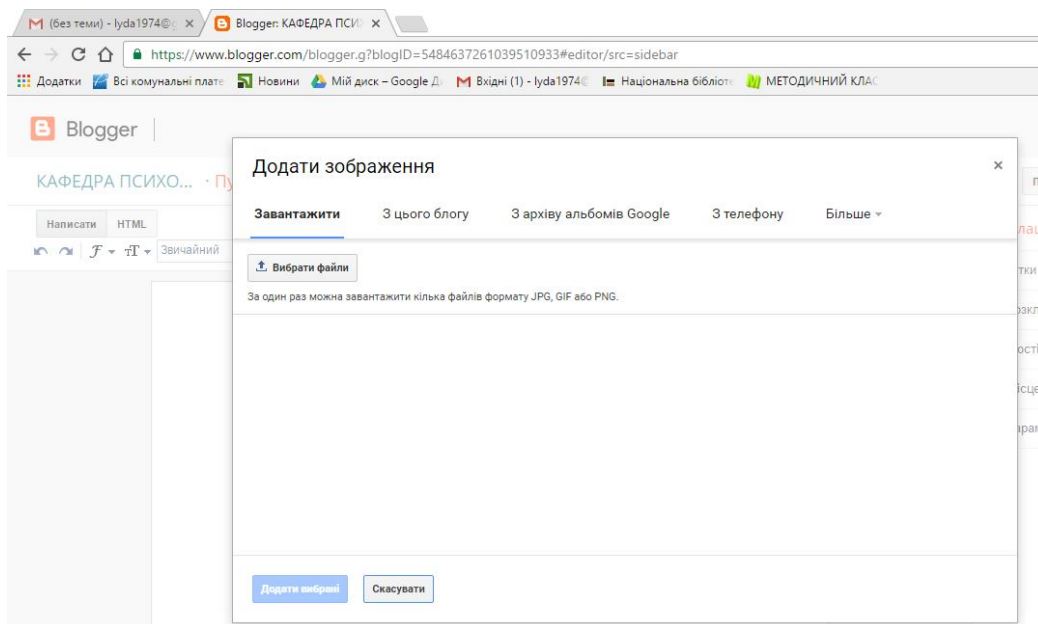 (без теми) - lyda1974@g
Blogger: КАФЕДРА ПСИХ
https://www.blogger.com/blogger.g?blogID=5484637261039510933#editor/src=sidebar
Додатки Всі комунальні плате Новини Мій диск – Google Д Вхідні (1) - lyda1974@ Національна бібліоте МЕТОДИЧНИЙ КЛАС
Blogger
КАФЕДРА ПСИХО... · Пу
Написати HTML
Звичайний
Додати зображення
Завантажити З цього блогу З архіву альбомів Google З телефону Більше
Вибрати файли
За один раз можна завантажити кілька файлів формату JPG, GIF або PNG.
Додати вибрані Скасувати